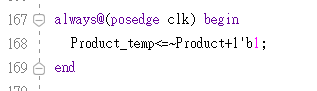 167 always@(posedge clk) begin
168 Product_temp<=~Product+1'b1;
169 end